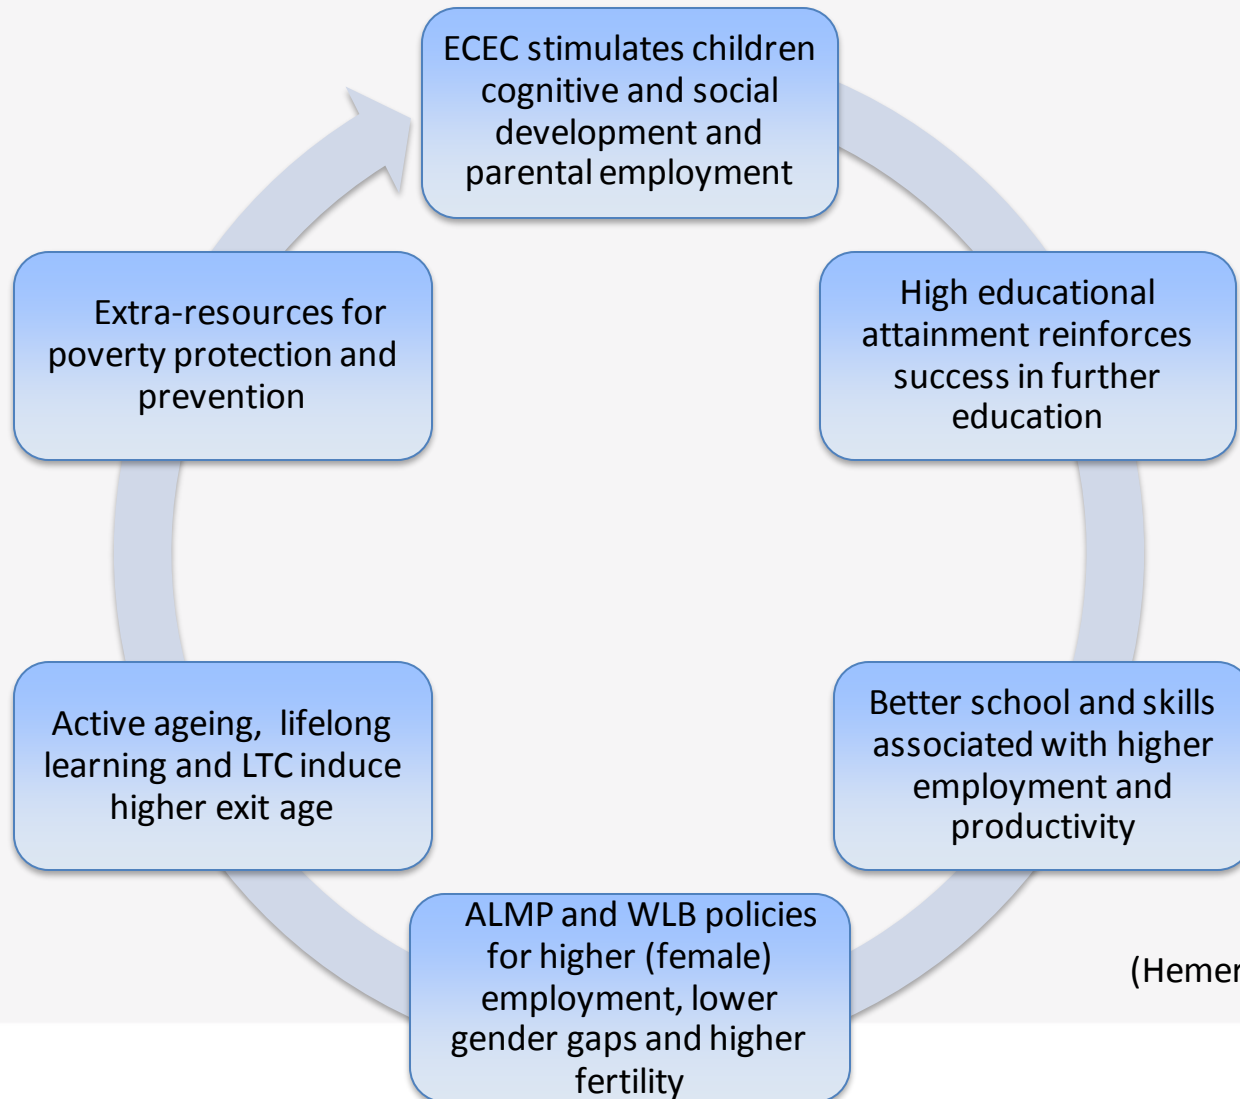 ECEC stimulates children
cognitive and social
development and
parental employment
High educational
attainment reinforces
success in further
education
Better school and skills
associated with higher
employment and
productivity
(Hemer
ALMP and WLB policies
for higher (female)
employment, lower
gender gaps and higher
fertility
Active ageing, lifelong
learning and LTC induce
higher exit age
Extra-resources for
poverty protection and
prevention